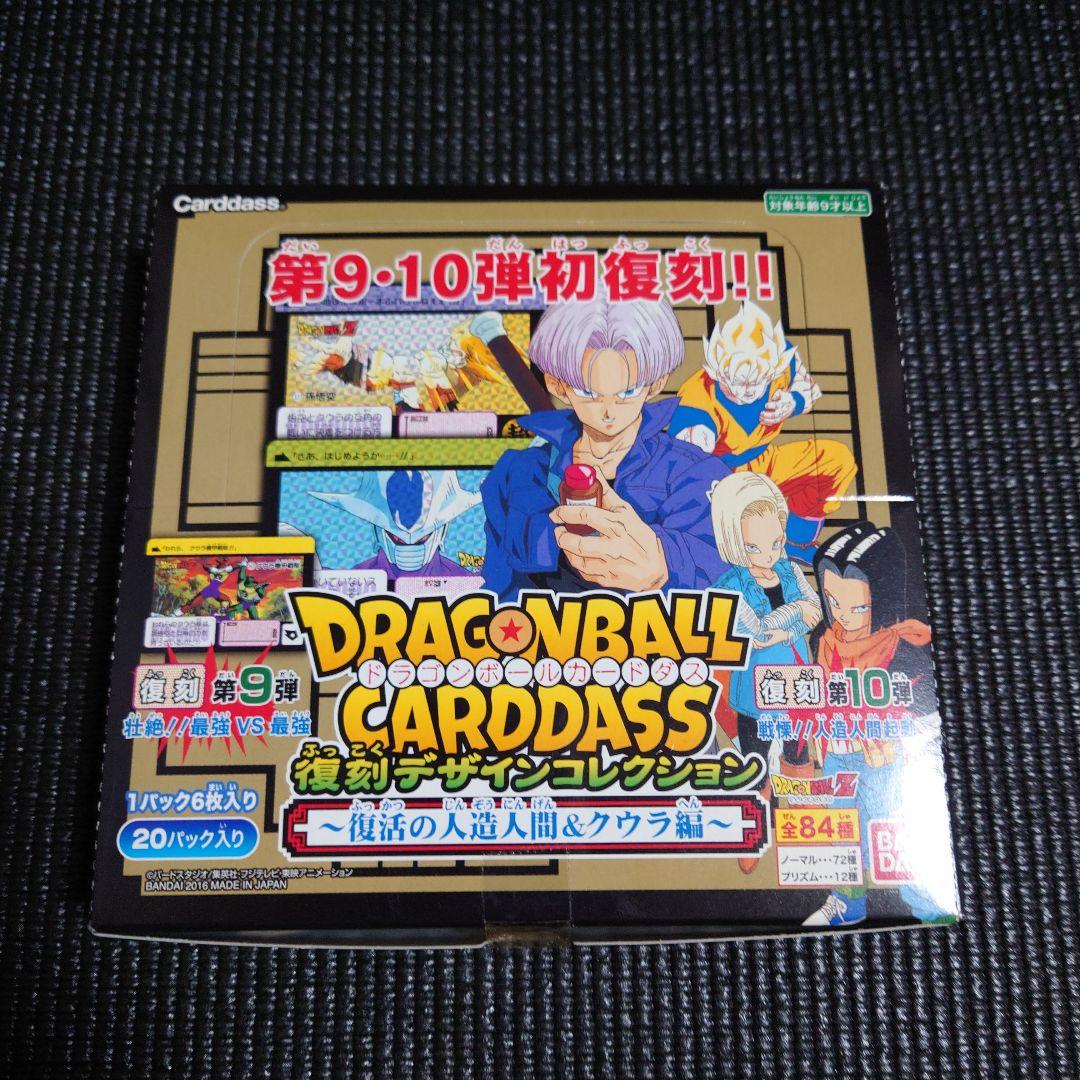 Carddass
対象年齢9才以上
第9・10弾初復刻!!
DRAGONBALL Z
孫悟空
「さあ、はじめようか……!!」
DRAGONBALL
ドラゴンボールカードダス
CARDDASS
復刻デザインコレクション
～復活の人造人間&クウラ編～
復刻 第9弾
壮絶!!最強VS最強
復刻 第10弾
戦慄!!人造人間起動
1パック6枚入り
20パック入り
DRAGONBALL Z
全84種
ノーマル・・・72種
プリズム・・・12種
BANDAI
©バードスタジオ/集英社・フジテレビ・東映アニメーション
BANDAI 2016 MADE IN JAPAN